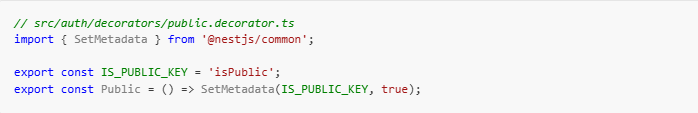 // src/auth/decorators/public.decorator.ts
import { SetMetadata } from '@nestjs/common';
export const IS_PUBLIC_KEY = 'isPublic';
export const Public = () => SetMetadata(IS_PUBLIC_KEY, true);